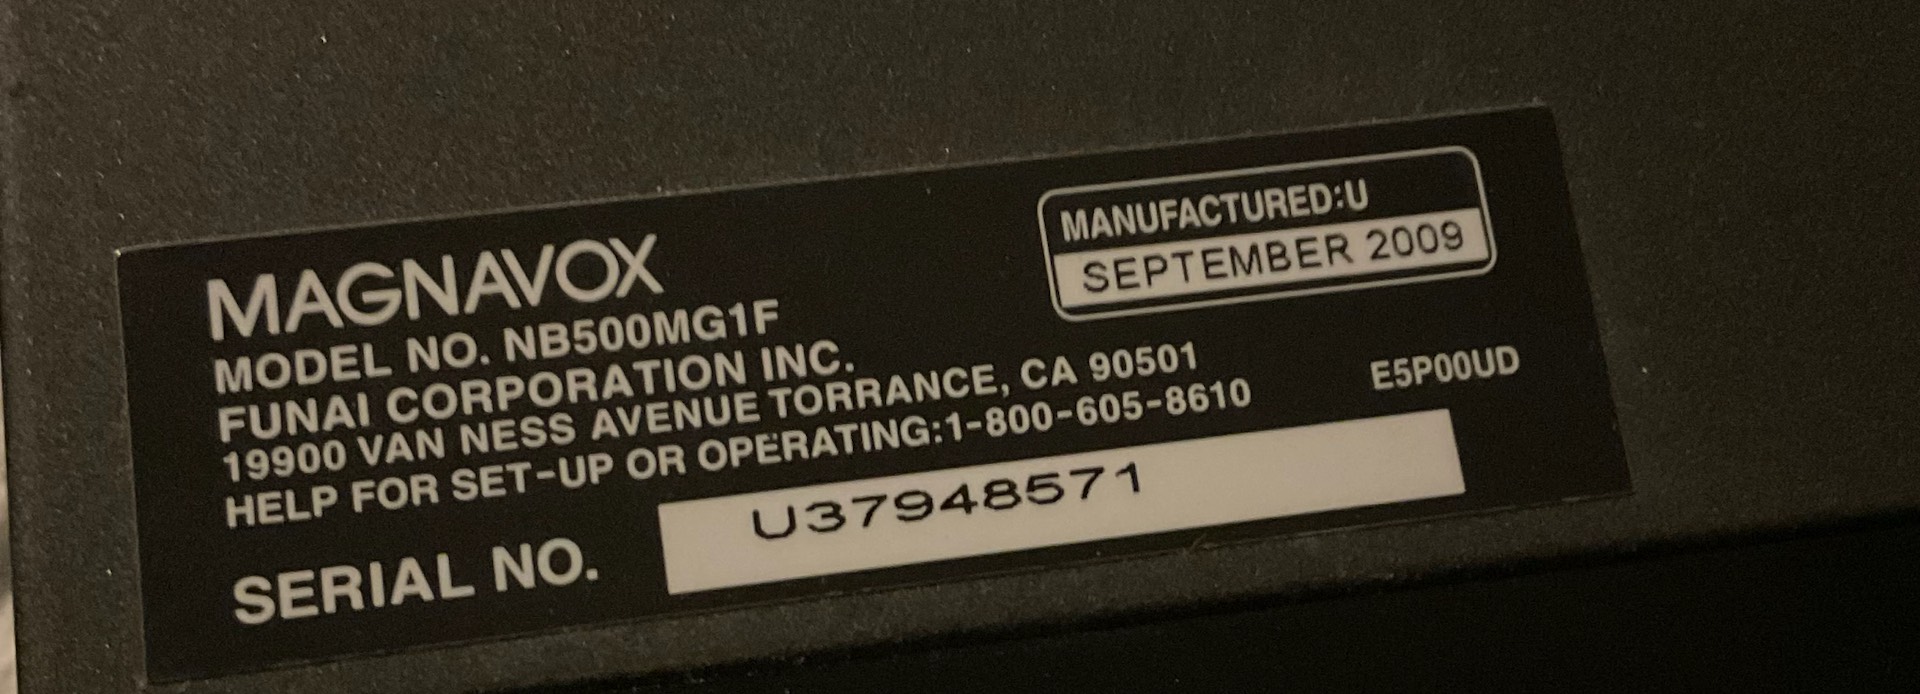 MAGNAVOX
MODEL NO. NB500MG1F
FUNAI CORPORATION INC.
19900 VAN NESS AVENUE TORRANCE, CA 90501
HELP FOR SET-UP OR OPERATING:1-800-605-8610
SERIAL NO. U37948571
MANUFACTURED:U
SEPTEMBER 2009
E5P00UD